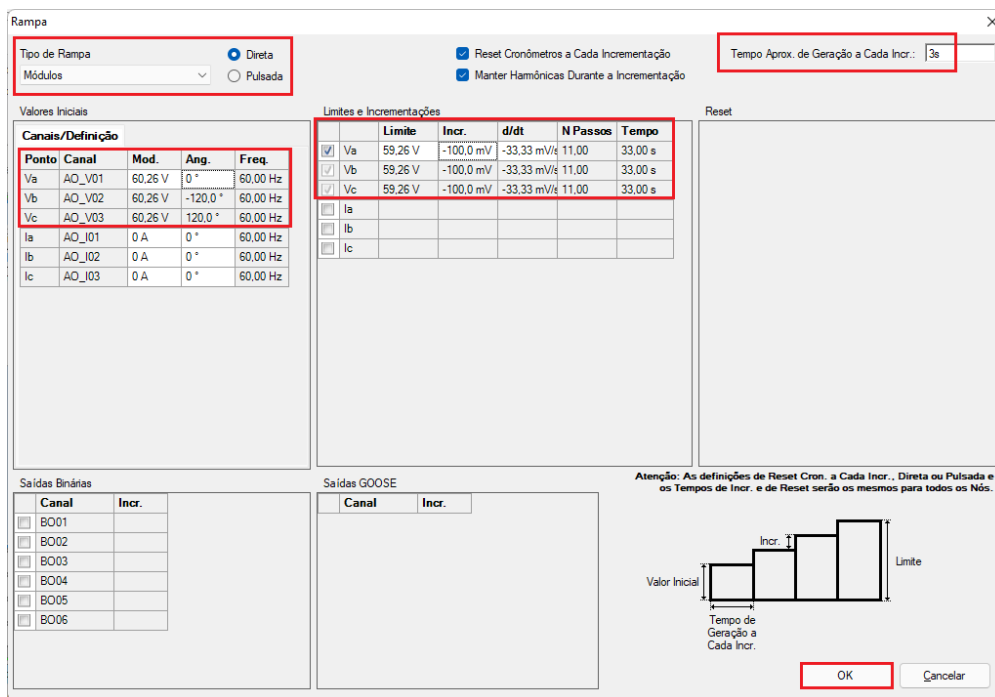 Rampa
Tipo de Rampa
Direta
Módulos
Pulsada
Reset Cronômetros a Cada Incrementação
Manter Harmônicas Durante a Incrementação
Tempo Aprox. de Geração a Cada Incr.: 3s
Valores Iniciais
Canais/Definição
Ponto Canal Mod. Ang. Freq.
Va AO_V01 60,26 V 0 ° 60,00 Hz
Vb AO_V02 60,26 V -120,0 ° 60,00 Hz
Vc AO_V03 60,26 V 120,0 ° 60,00 Hz
Ia AO_I01 0 A 0 ° 60,00 Hz
Ib AO_I02 0 A 0 ° 60,00 Hz
Ic AO_I03 0 A 0 ° 60,00 Hz
Limites e Incrementações
Limite Incr. d/dt N Passos Tempo
Va 59,26 V -100,0 mV -33,33 mV/s 11,00 33,00 s
Vb 59,26 V -100,0 mV -33,33 mV/s 11,00 33,00 s
Vc 59,26 V -100,0 mV -33,33 mV/s 11,00 33,00 s
Ia
Ib
Ic
Reset
Saídas Binárias
Canal Incr.
BO01
BO02
BO03
BO04
BO05
BO06
Saídas GOOSE
Canal Incr.
Atenção: As definições de Reset Cron. a Cada Incr., Direta ou Pulsada e
os Tempos de Incr. e de Reset serão os mesmos para todos os Nós.
Incr.
Limite
Valor Inicial
Tempo de
Geração a
Cada Incr.
OK
Cancelar